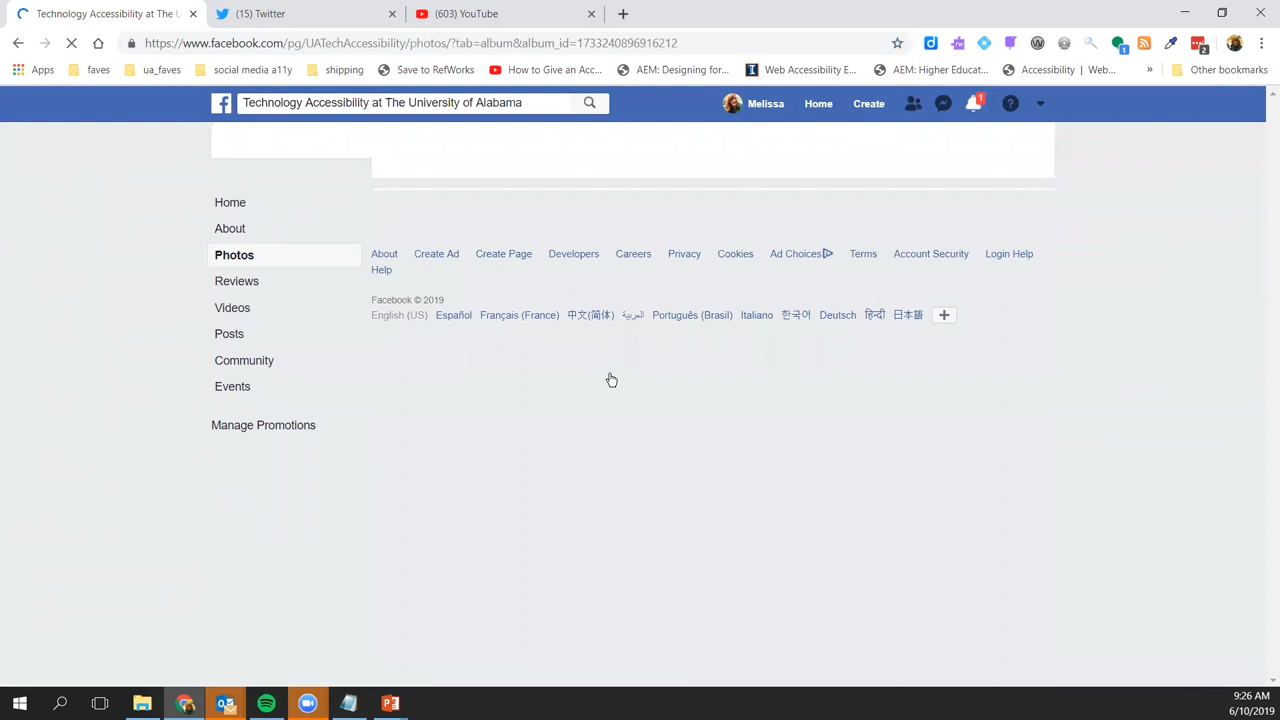 Technology Accessibility at The U
(15) Twitter
(603) YouTube
https://www.facebook.com/pg/UATechAccessibility/photos/?tab=album&album_id=1733240896916212
Apps faves ua_faves social media a11y shipping Save to RefWorks How to Give an Acc... AEM: Designing for... Web Accessibility E... AEM: Higher Educat... Accessibility | Web... » Other bookmarks
Technology Accessibility at The University of Alabama
Melissa Home Create 1
Home
About
Photos
Reviews
Videos
Posts
Community
Events
Manage Promotions
About Create Ad Create Page Developers Careers Privacy Cookies Ad Choices Terms Account Security Login Help
Help
Facebook © 2019
English (US) Español Français (France) 中文(简体) العربية Português (Brasil) Italiano 한국어 Deutsch हिन्दी 日本語
9:26 AM
6/10/2019